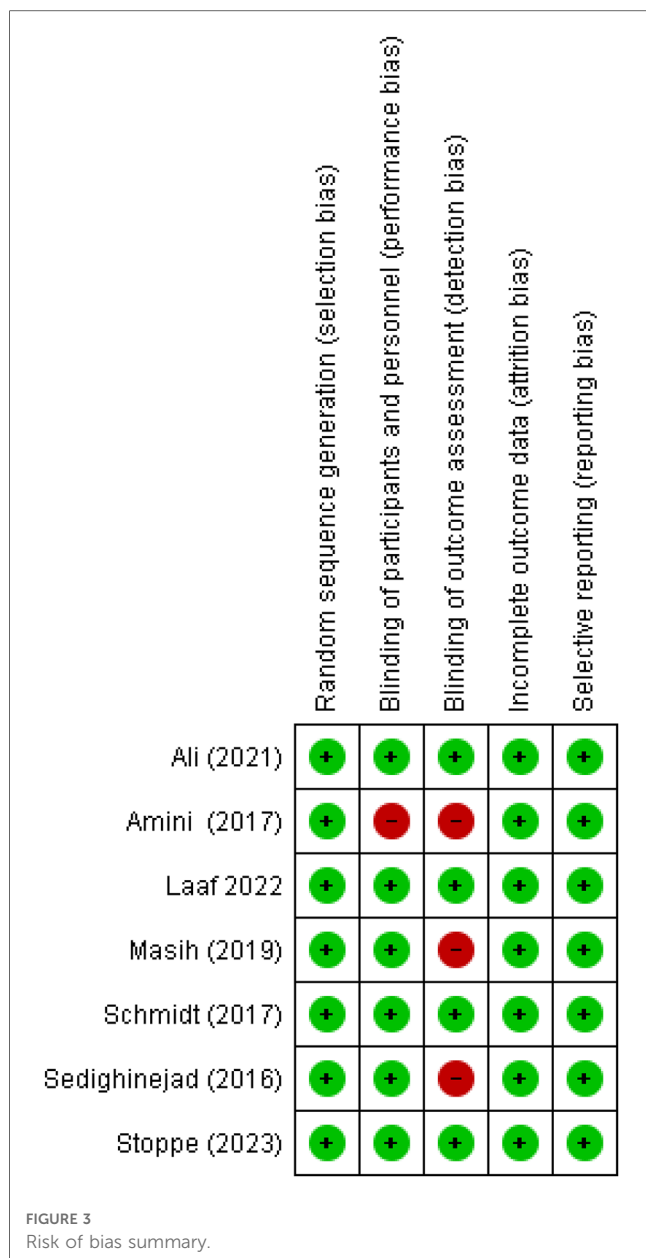 Random sequence generation (selection bias)
Blinding of participants and personnel (performance bias)
Blinding of outcome assessment (detection bias)
Incomplete outcome data (attrition bias)
Selective reporting (reporting bias)
Ali (2021) + + + + +
Amini (2017) + - - + +
Laaf 2022 + + + + +
Masih (2019) + + - + +
Schmidt (2017) + + + + +
Sedighinejad (2016) + + - + +
Stoppe (2023) + + + + +
FIGURE 3
Risk of bias summary.